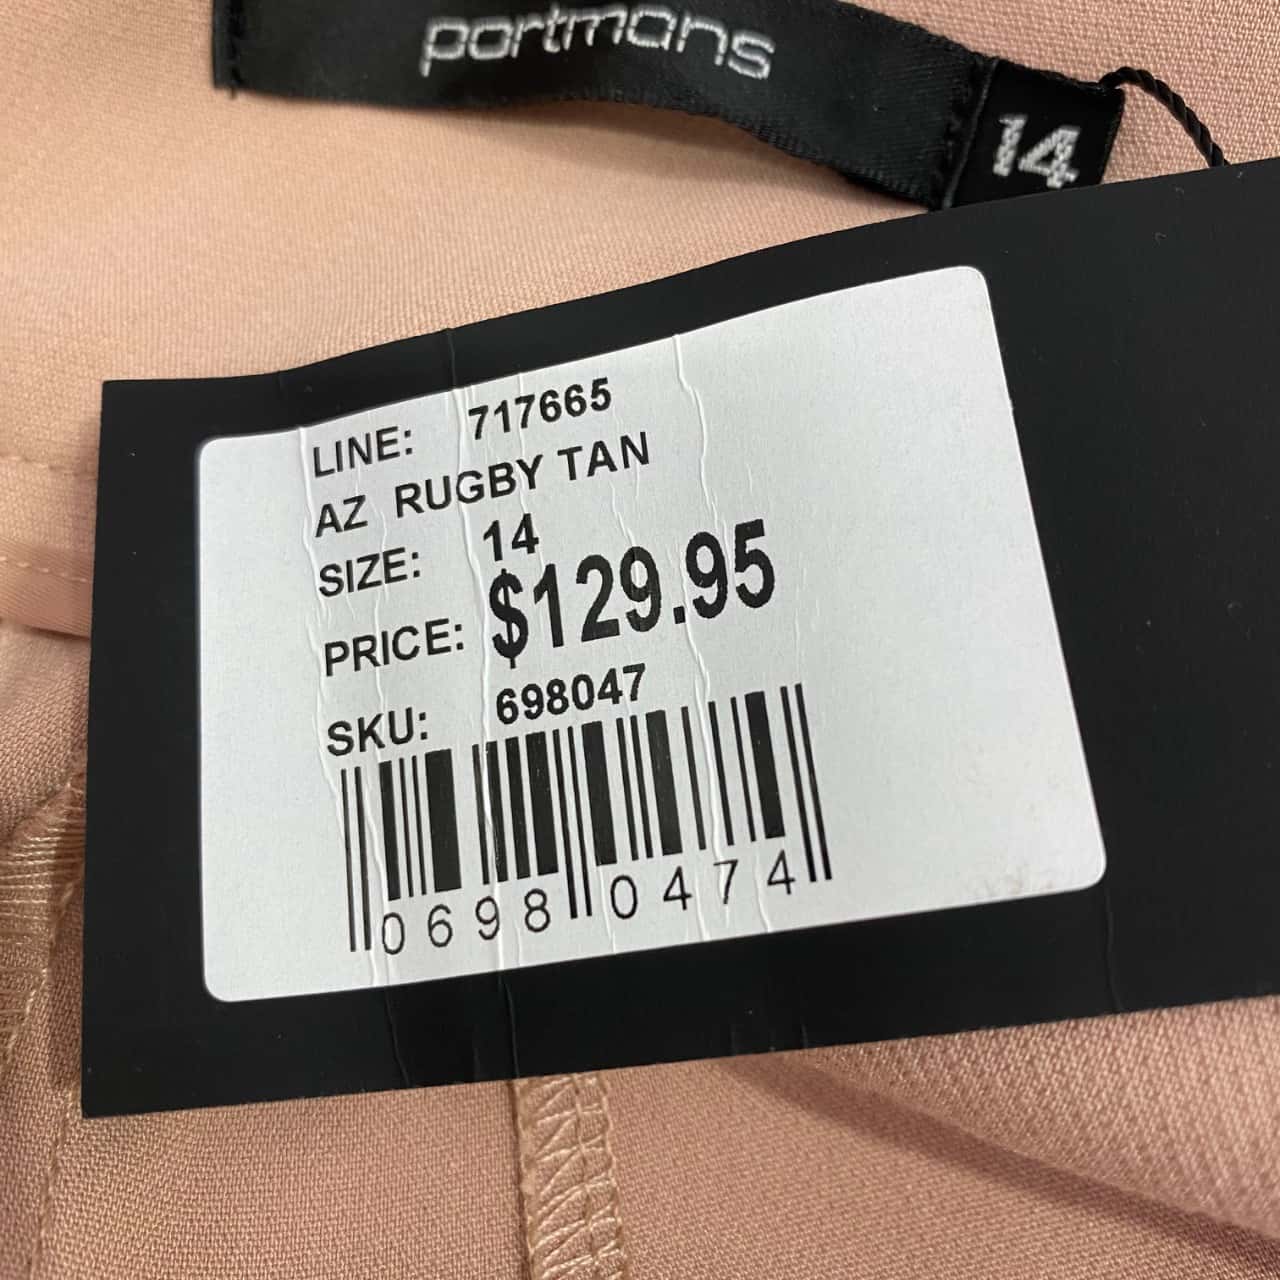 portmans
14
LINE: 717665
AZ RUGBY TAN
SIZE: 14
PRICE: $129.95
SKU: 698047
0698 0474